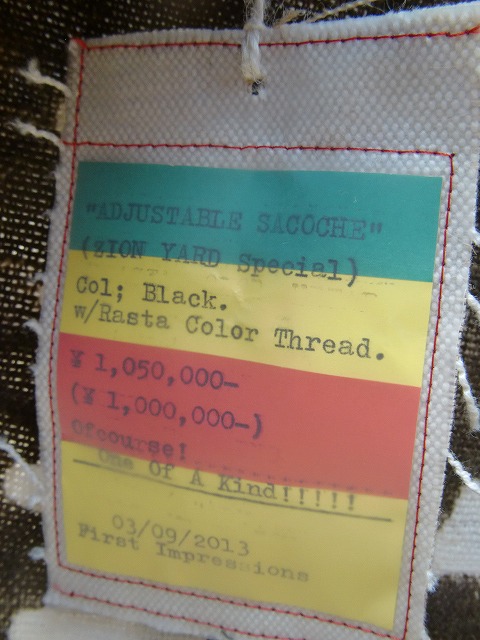 "ADJUSTABLE SACOCHE"
(ZION YARD Special)
Col; Black.
w/Rasta Color Thread.
¥ 1,050,000-
(¥ 1,000,000-)
ofcourse!
One Of A Kind!!!!!
03/09/2013
First Impressions